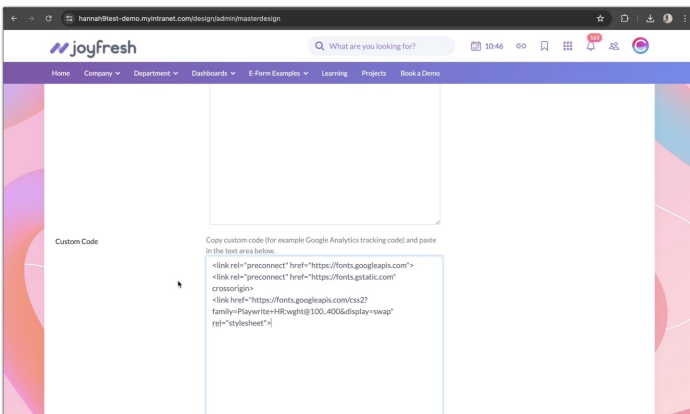 hannah9test-demo.myintranet.com/design/admin/masterdesign
joyfresh
What are you looking for?
10:46
163
Home Company Department Dashboards E-Form Examples Learning Projects Book a Demo
Custom Code
Copy custom code (for example Google Analytics tracking code) and paste
in the text area below.
<link rel="preconnect" href="https://fonts.googleapis.com">
<link rel="preconnect" href="https://fonts.gstatic.com"
crossorigin>
<link href="https://fonts.googleapis.com/css2?
family=Playwrite+HR:wght@100..400&display=swap"
rel="stylesheet">